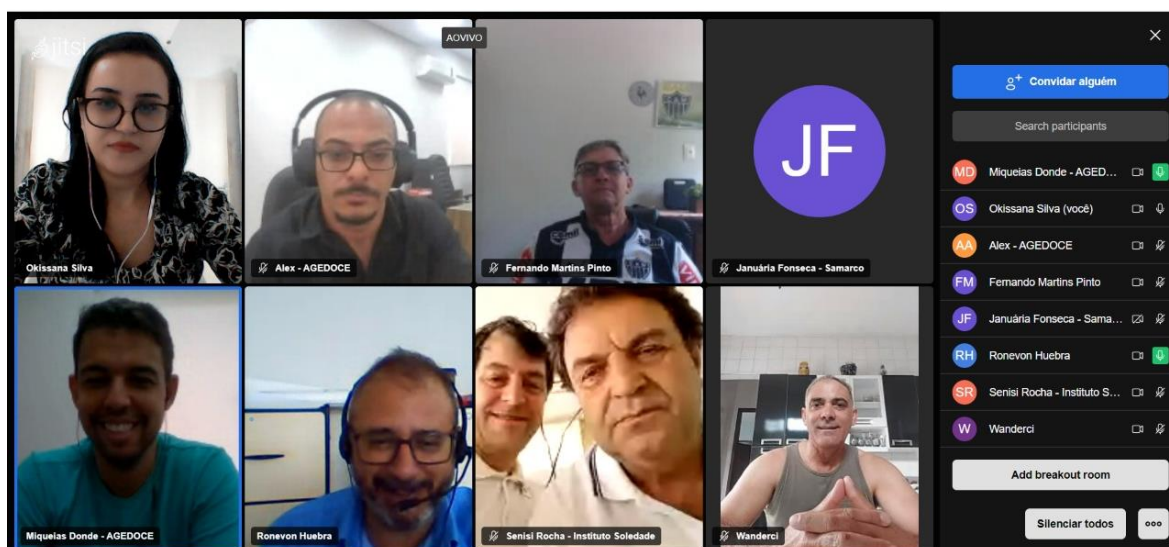 jitsi
AOVIVO
Okissana Silva
Alex - AGEDOCE
Fernando Martins Pinto
JF
Januária Fonseca - Samarco
Miqueias Donde - AGEDOCE
Ronevon Huebra
Senisi Rocha - Instituto Soledade
Wanderci
Convidar alguém
Search participants
MD Miqueias Donde - AGED...
OS Okissana Silva (você)
AA Alex - AGEDOCE
FM Fernando Martins Pinto
JF Januária Fonseca - Sama...
RH Ronevon Huebra
SR Senisi Rocha - Instituto S...
W Wanderci
Add breakout room
Silenciar todos